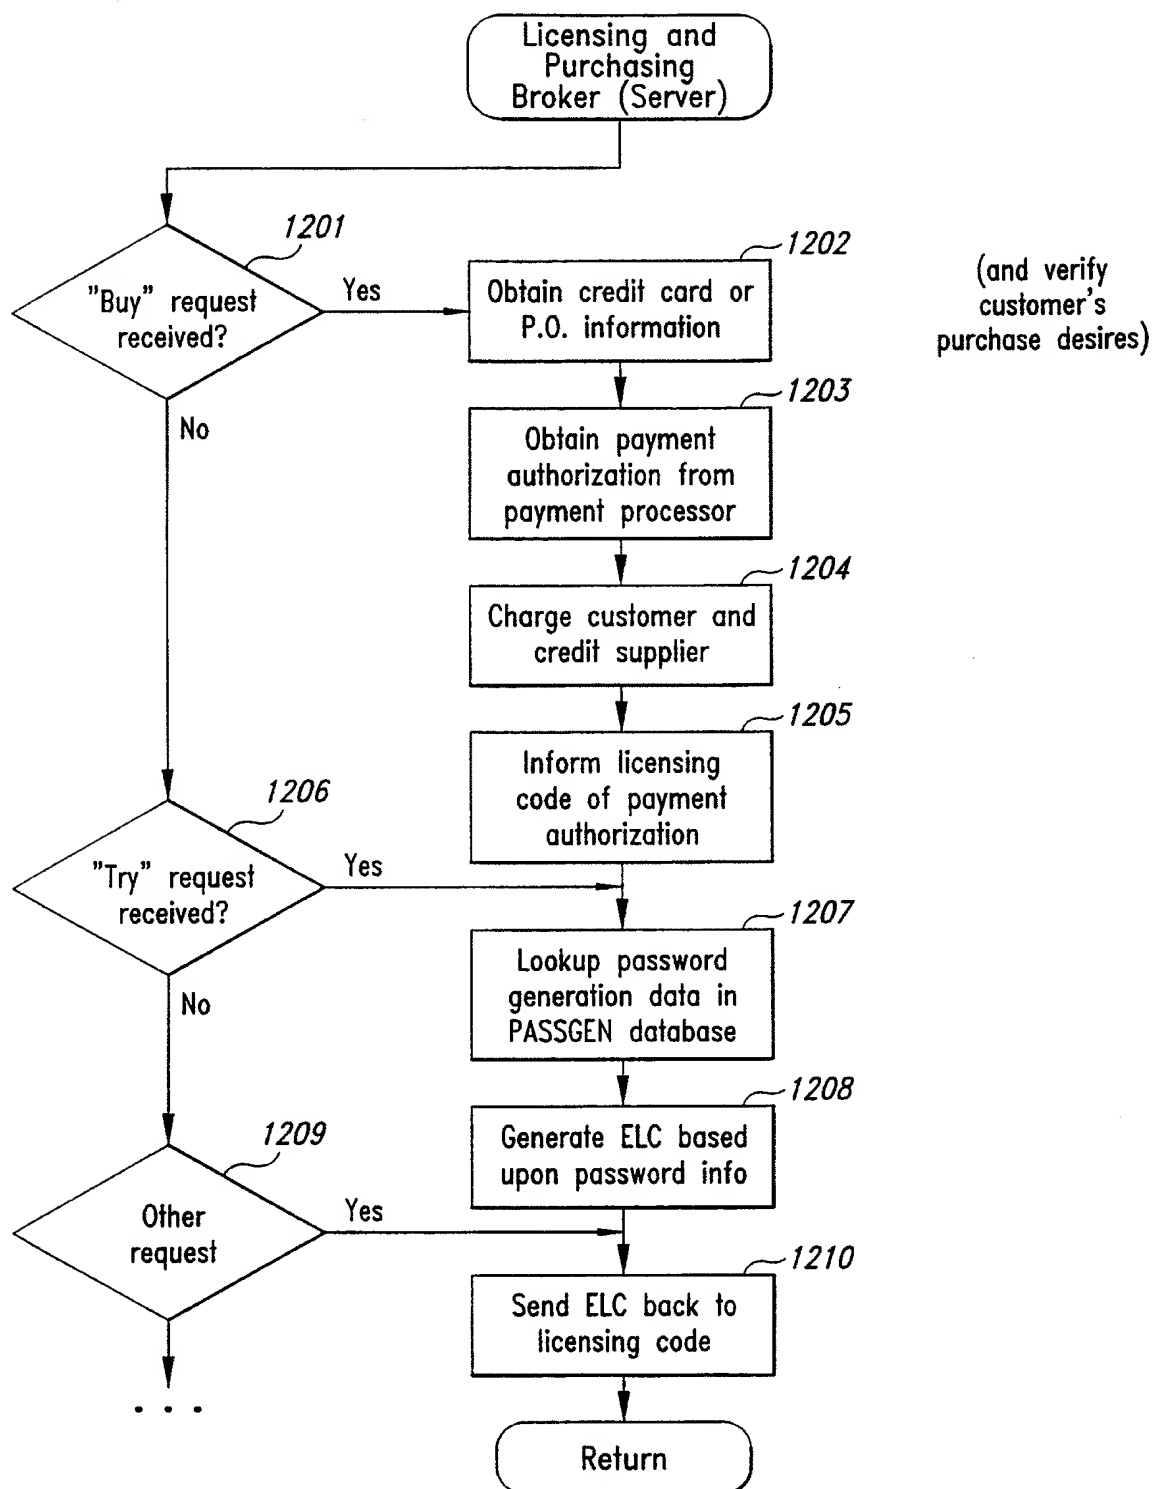 Licensing and
Purchasing
Broker (Server)
1201
"Buy" request
received?
Yes
No
1202
Obtain credit card or
P.O. information
(and verify
customer's
purchase desires)
1203
Obtain payment
authorization from
payment processor
1204
Charge customer and
credit supplier
1205
Inform licensing
code of payment
authorization
1206
"Try" request
received?
Yes
No
1207
Lookup password
generation data in
PASSGEN database
1208
Generate ELC based
upon password info
1209
Other
request
Yes
. . .
1210
Send ELC back to
licensing code
Return